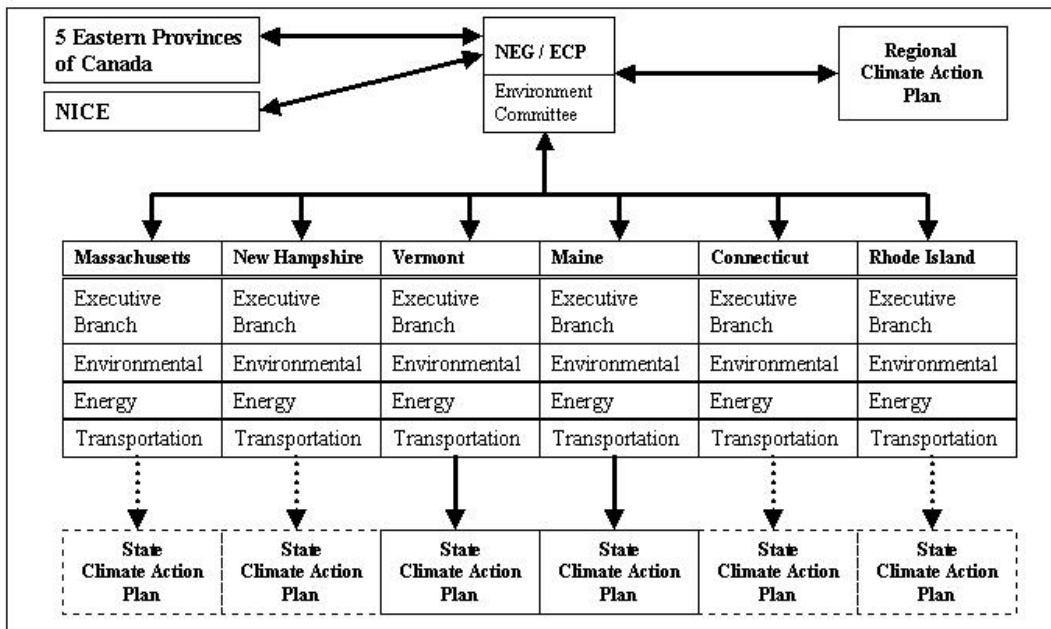 5 Eastern Provinces
of Canada
NICE
NEG / ECP
Environment
Committee
Regional
Climate Action
Plan
Massachusetts New Hampshire Vermont Maine Connecticut Rhode Island
Executive Executive Executive Executive Executive Executive
Branch Branch Branch Branch Branch Branch
Environmental Environmental Environmental Environmental Environmental Environmental
Energy Energy Energy Energy Energy Energy
Transportation Transportation Transportation Transportation Transportation Transportation
State State State State State State
Climate Action Climate Action Climate Action Climate Action Climate Action Climate Action
Plan Plan Plan Plan Plan Plan